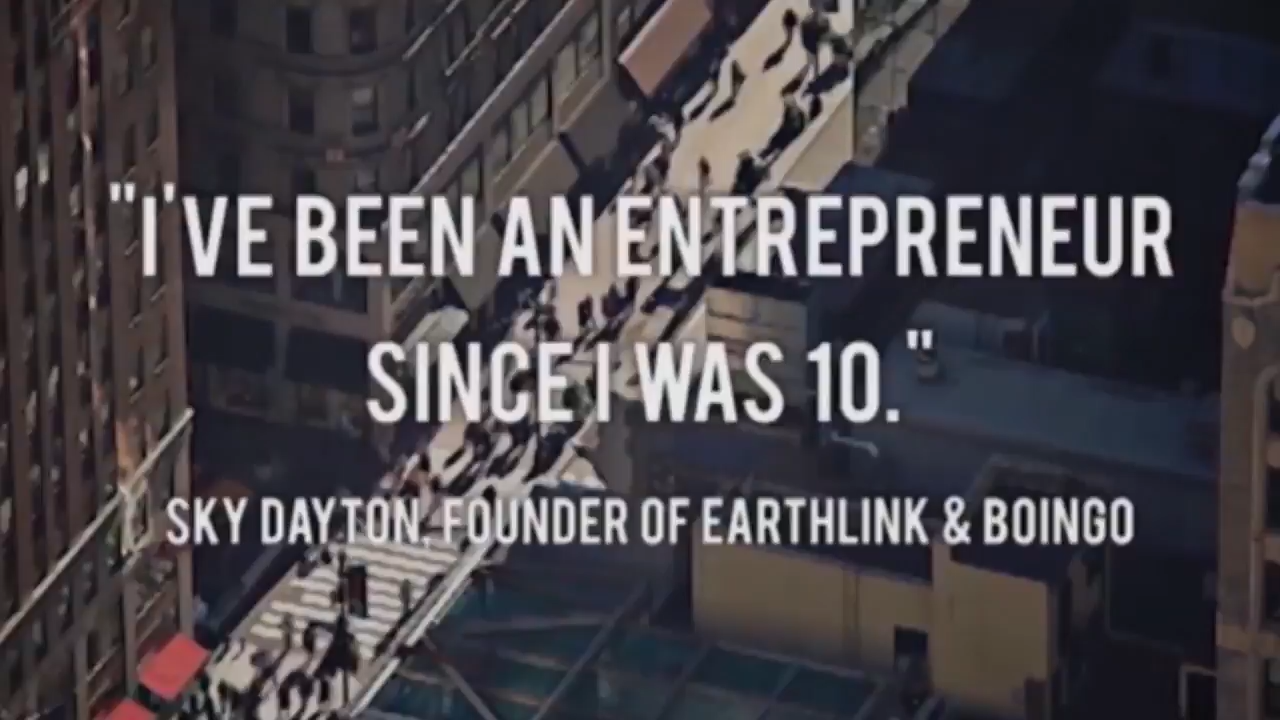 "I'VE BEEN AN ENTREPRENEUR
SINCE I WAS 10."
SKY DAYTON, FOUNDER OF EARTHLINK & BOINGO